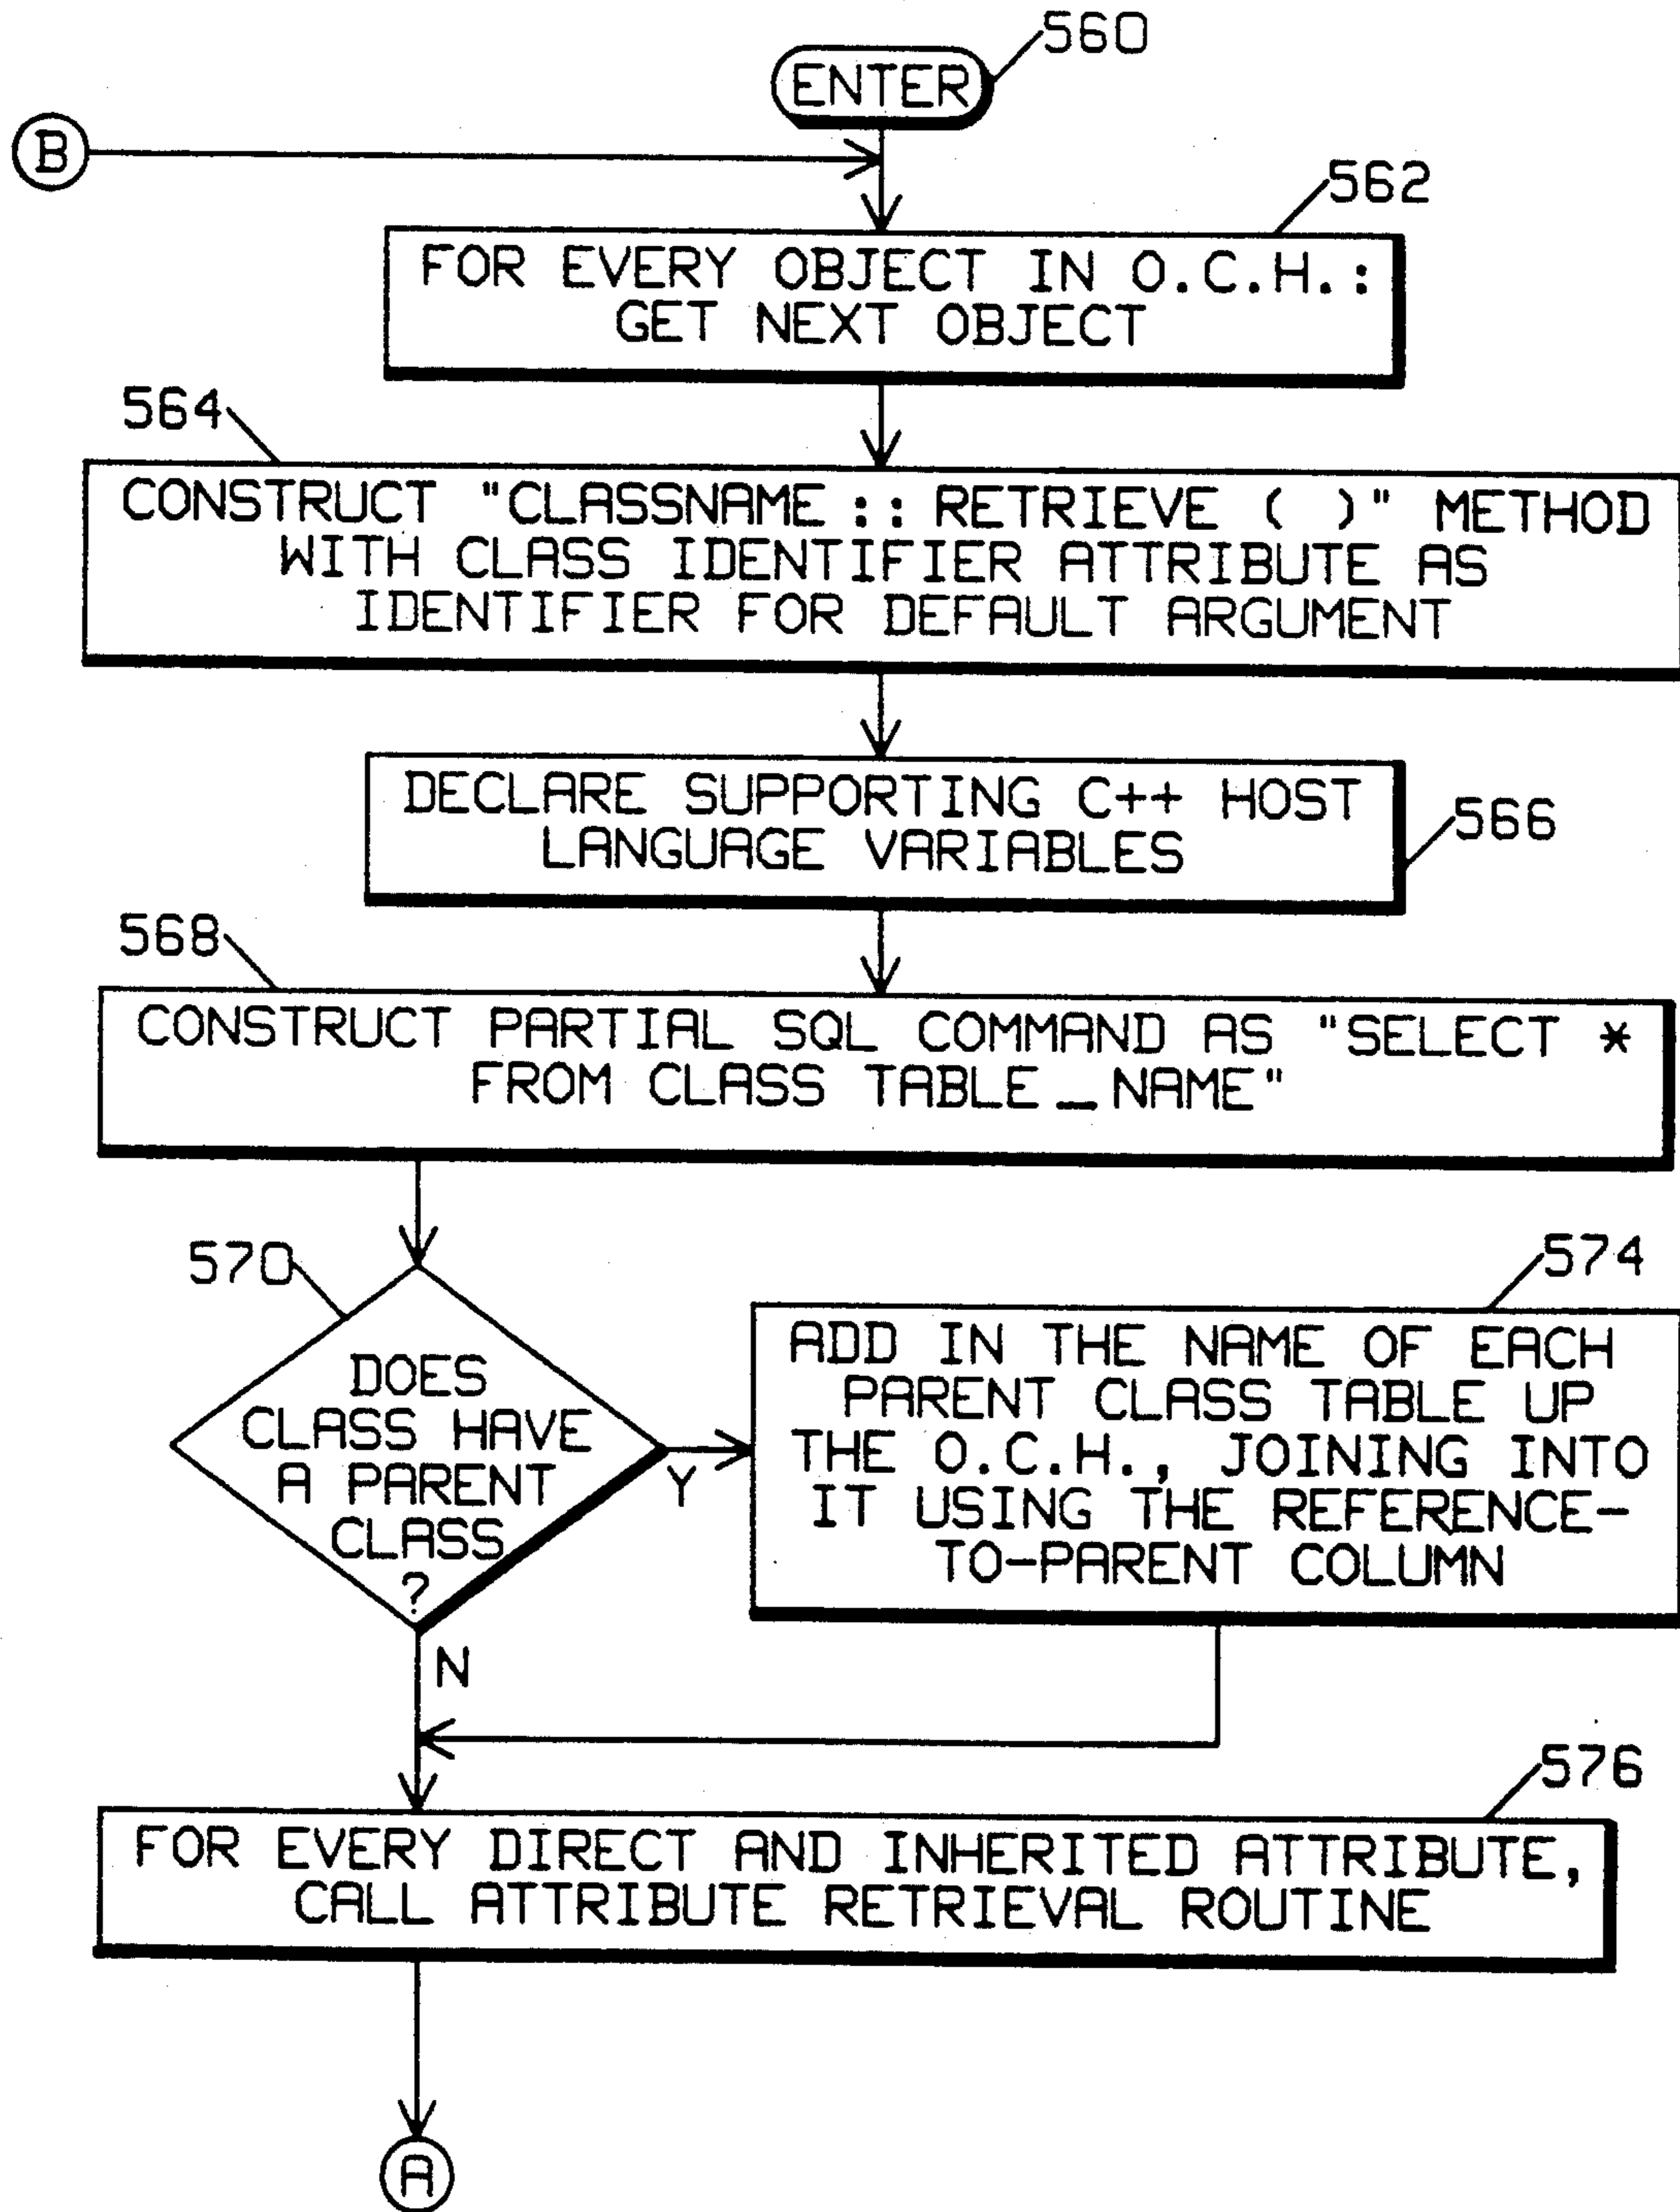 560
ENTER
B
562
FOR EVERY OBJECT IN O.C.H.:
GET NEXT OBJECT
564
CONSTRUCT "CLASSNAME :: RETRIEVE ( )" METHOD
WITH CLASS IDENTIFIER ATTRIBUTE AS
IDENTIFIER FOR DEFAULT ARGUMENT
DECLARE SUPPORTING C++ HOST
LANGUAGE VARIABLES
566
568
CONSTRUCT PARTIAL SQL COMMAND AS "SELECT *
FROM CLASS TABLE_NAME"
570
DOES
CLASS HAVE
A PARENT
CLASS
?
Y
N
574
ADD IN THE NAME OF EACH
PARENT CLASS TABLE UP
THE O.C.H., JOINING INTO
IT USING THE REFERENCE-
TO-PARENT COLUMN
576
FOR EVERY DIRECT AND INHERITED ATTRIBUTE,
CALL ATTRIBUTE RETRIEVAL ROUTINE
A